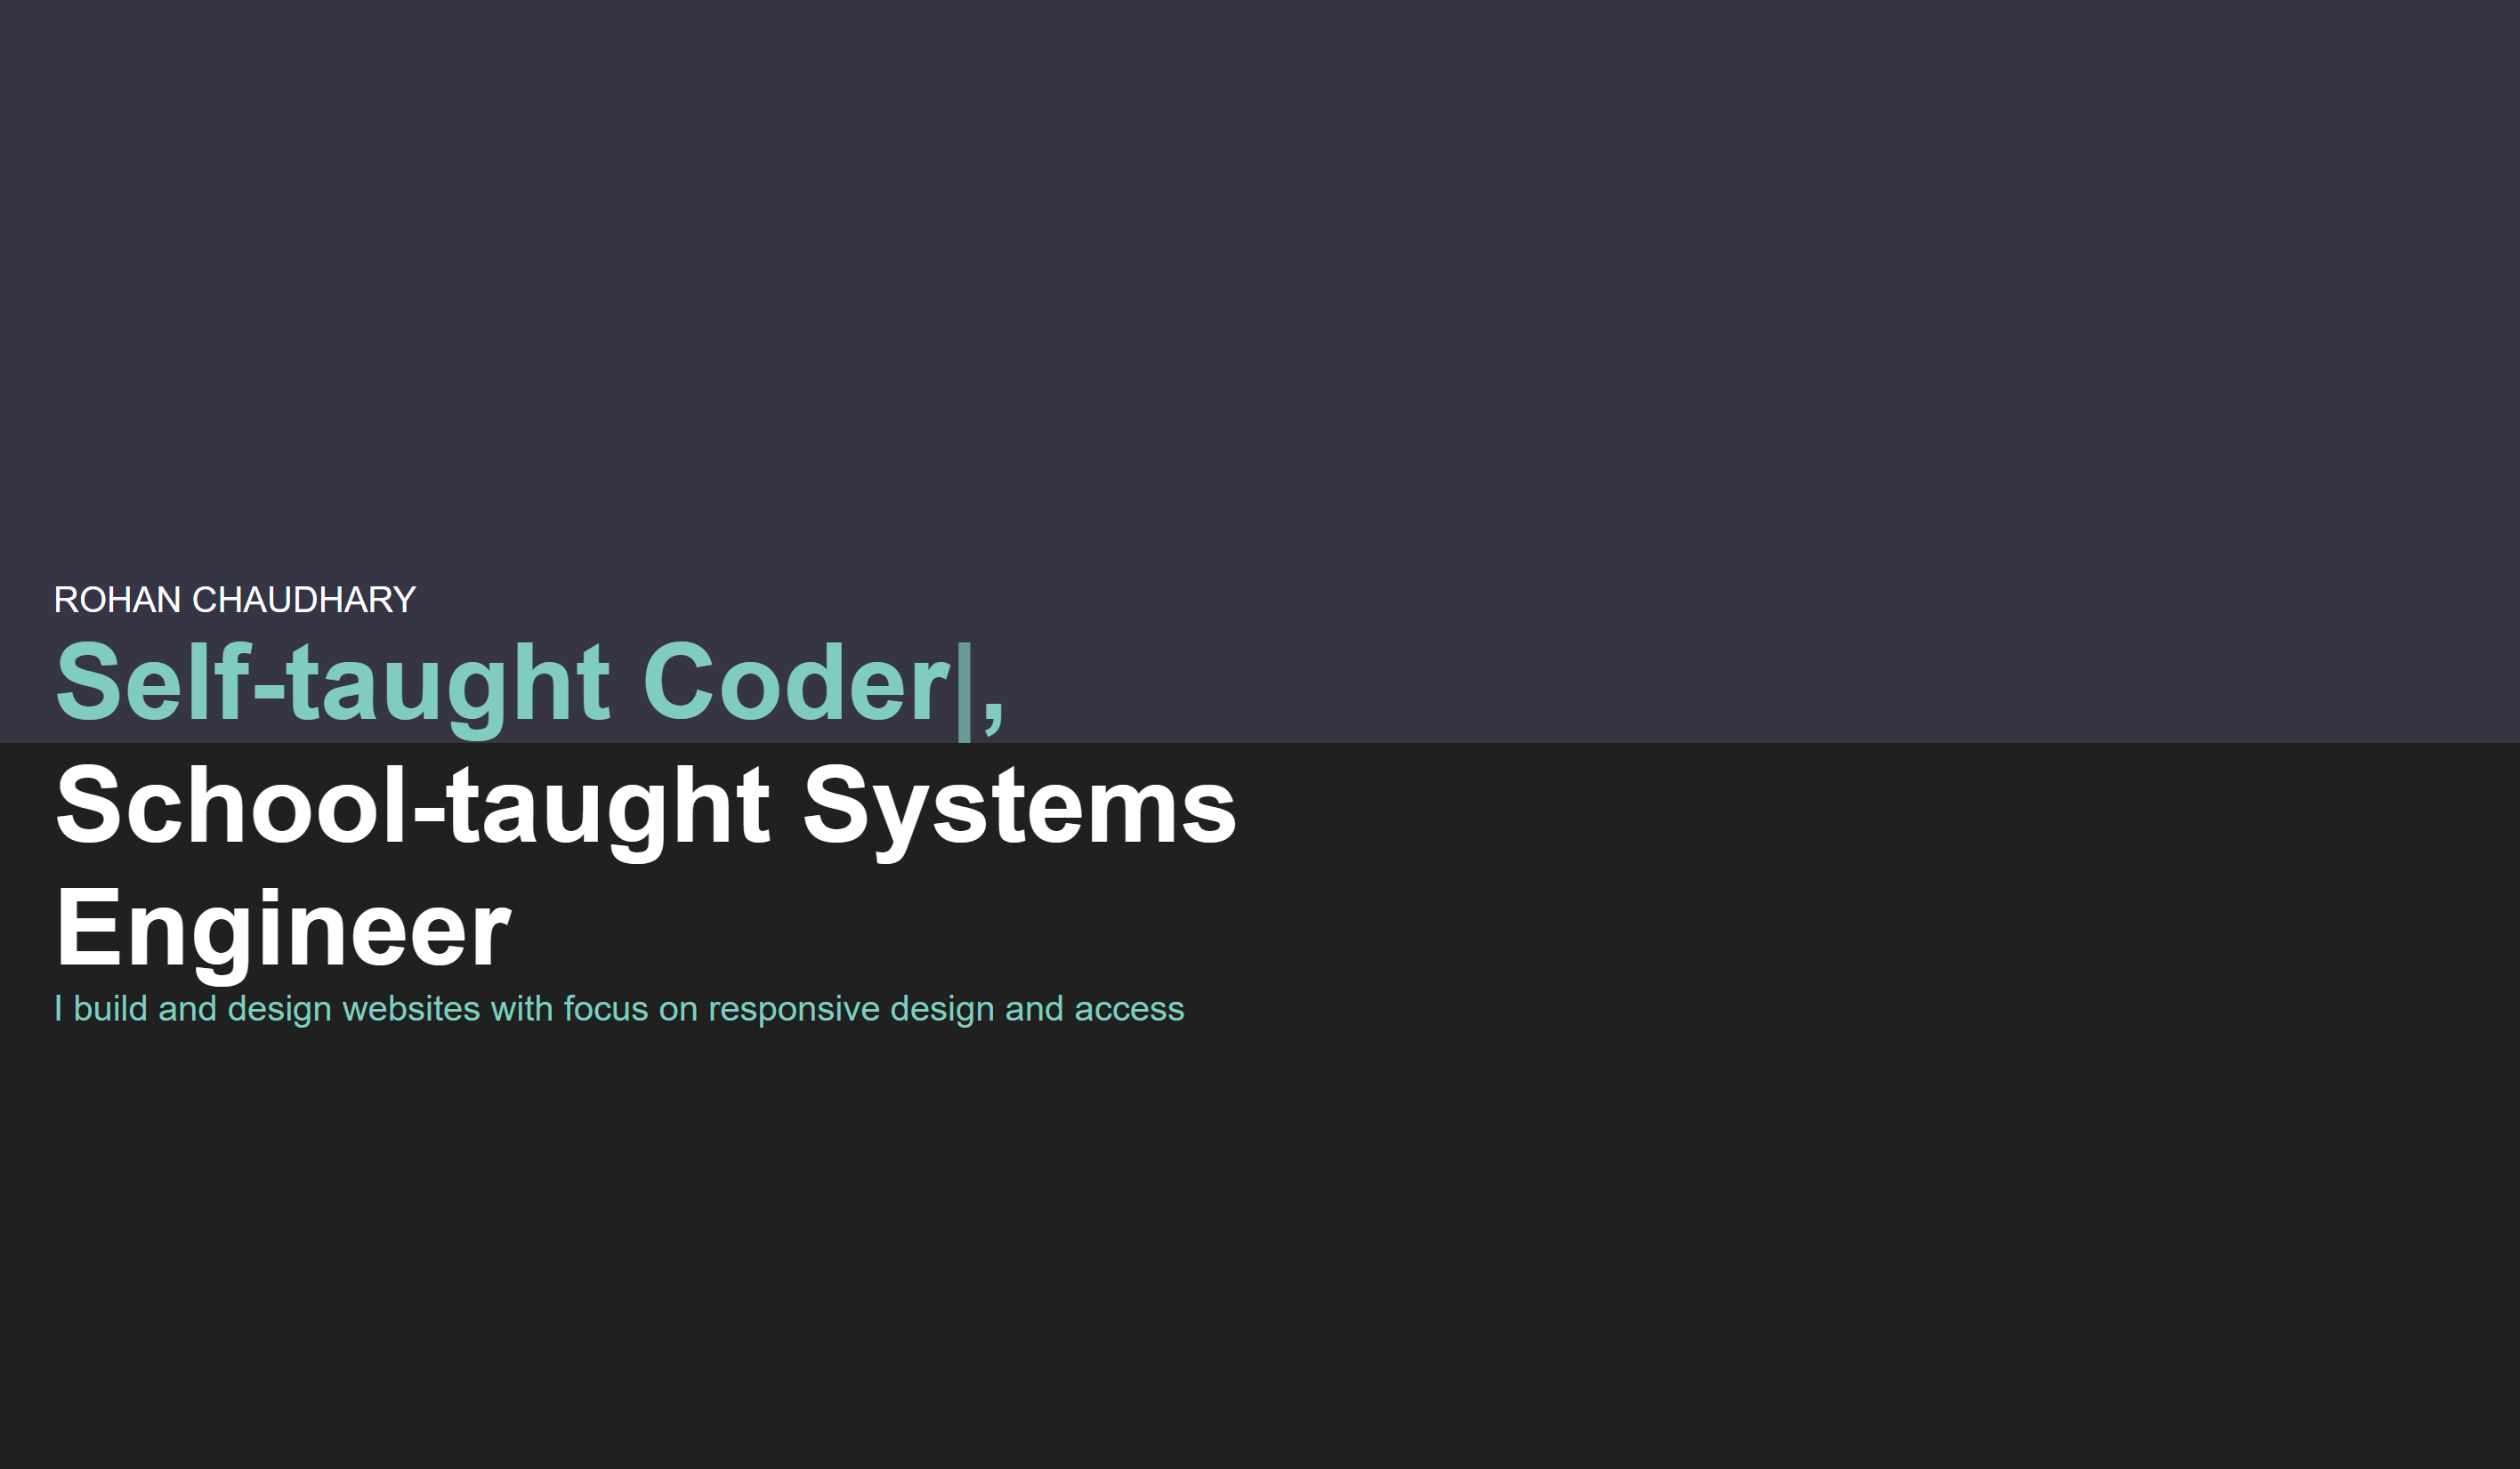 ROHAN CHAUDHARY
Self-taught Coder|,
School-taught Systems
Engineer
I build and design websites with focus on responsive design and access